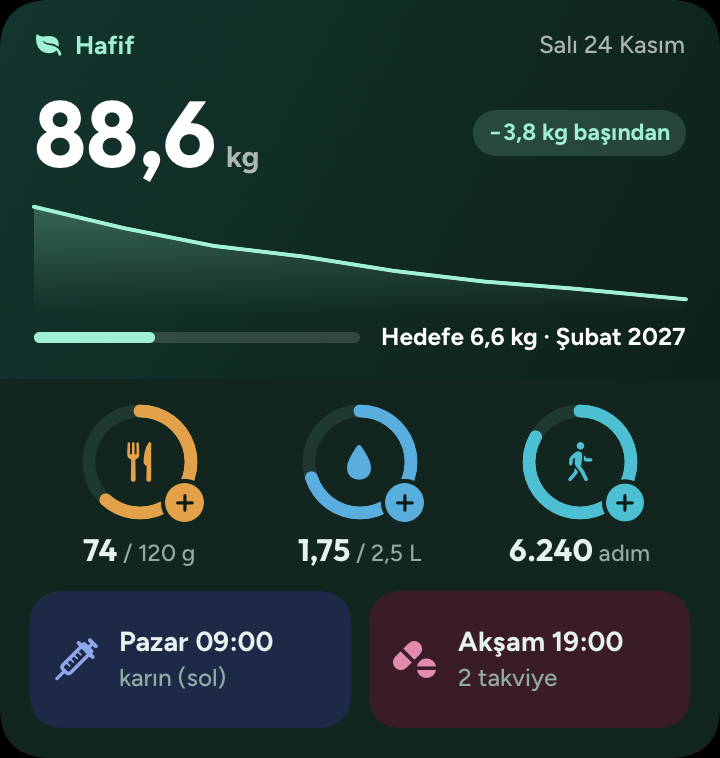 Hafif
Salı 24 Kasım
88,6 kg
−3,8 kg başından
Hedefe 6,6 kg · Şubat 2027
74 / 120 g
1,75 / 2,5 L
6.240 adım
Pazar 09:00
karın (sol)
Akşam 19:00
2 takviye